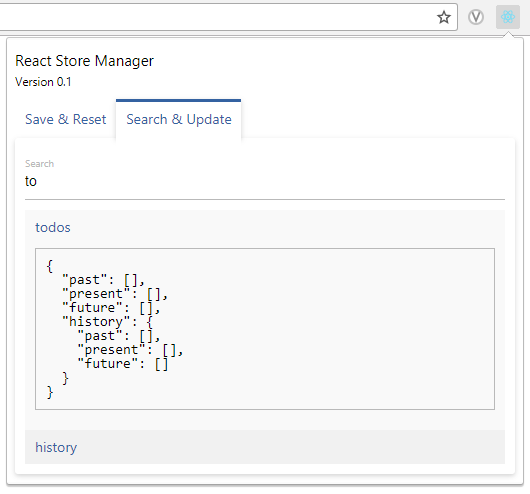 V
React Store Manager
Version 0.1
Save & Reset
Search & Update
Search
to
todos
{
  "past": [],
  "present": [],
  "future": [],
  "history": {
    "past": [],
    "present": [],
    "future": []
  }
}
history